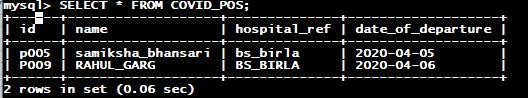 mysql> SELECT * FROM COVID_POS;
+------+-------------------+--------------+-------------------+
| id | name | hospital_ref | date_of_departure |
+------+-------------------+--------------+-------------------+
| p005 | samiksha_bhansari | bs_birla | 2020-04-05 |
| P009 | RAHUL_GARG | BS_BIRLA | 2020-04-06 |
+------+-------------------+--------------+-------------------+
2 rows in set (0.06 sec)